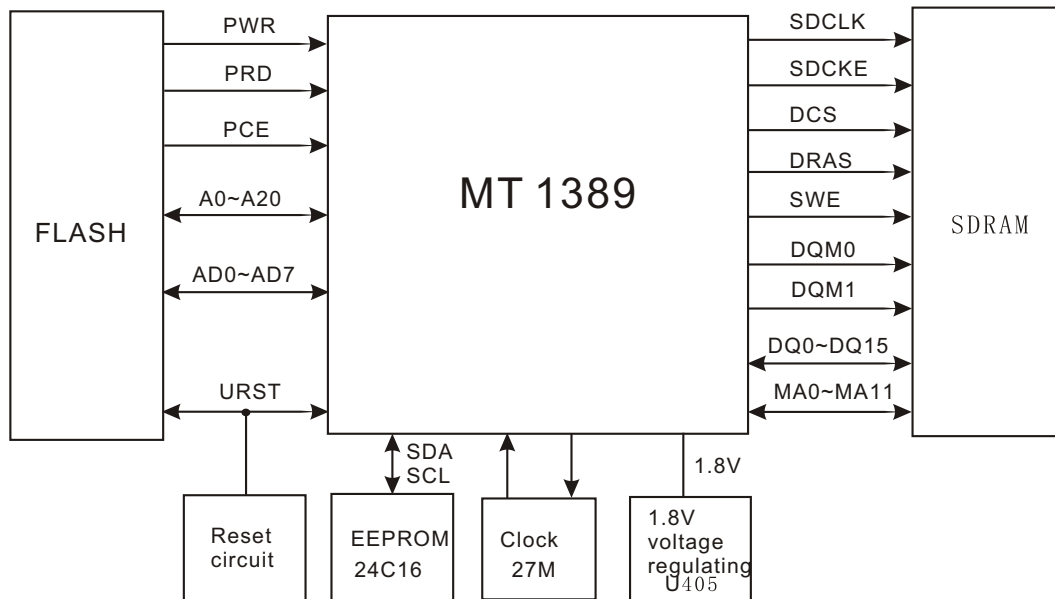 PWR
PRD
PCE
A0~A20
AD0~AD7
URST
FLASH
MT 1389
SDCLK
SDCKE
DCS
DRAS
SWE
DQM0
DQM1
DQ0~DQ15
MA0~MA11
SDRAM
SDA
SCL
1.8V
Reset
circuit
EEPROM
24C16
Clock
27M
1.8V
voltage
regulating
U405